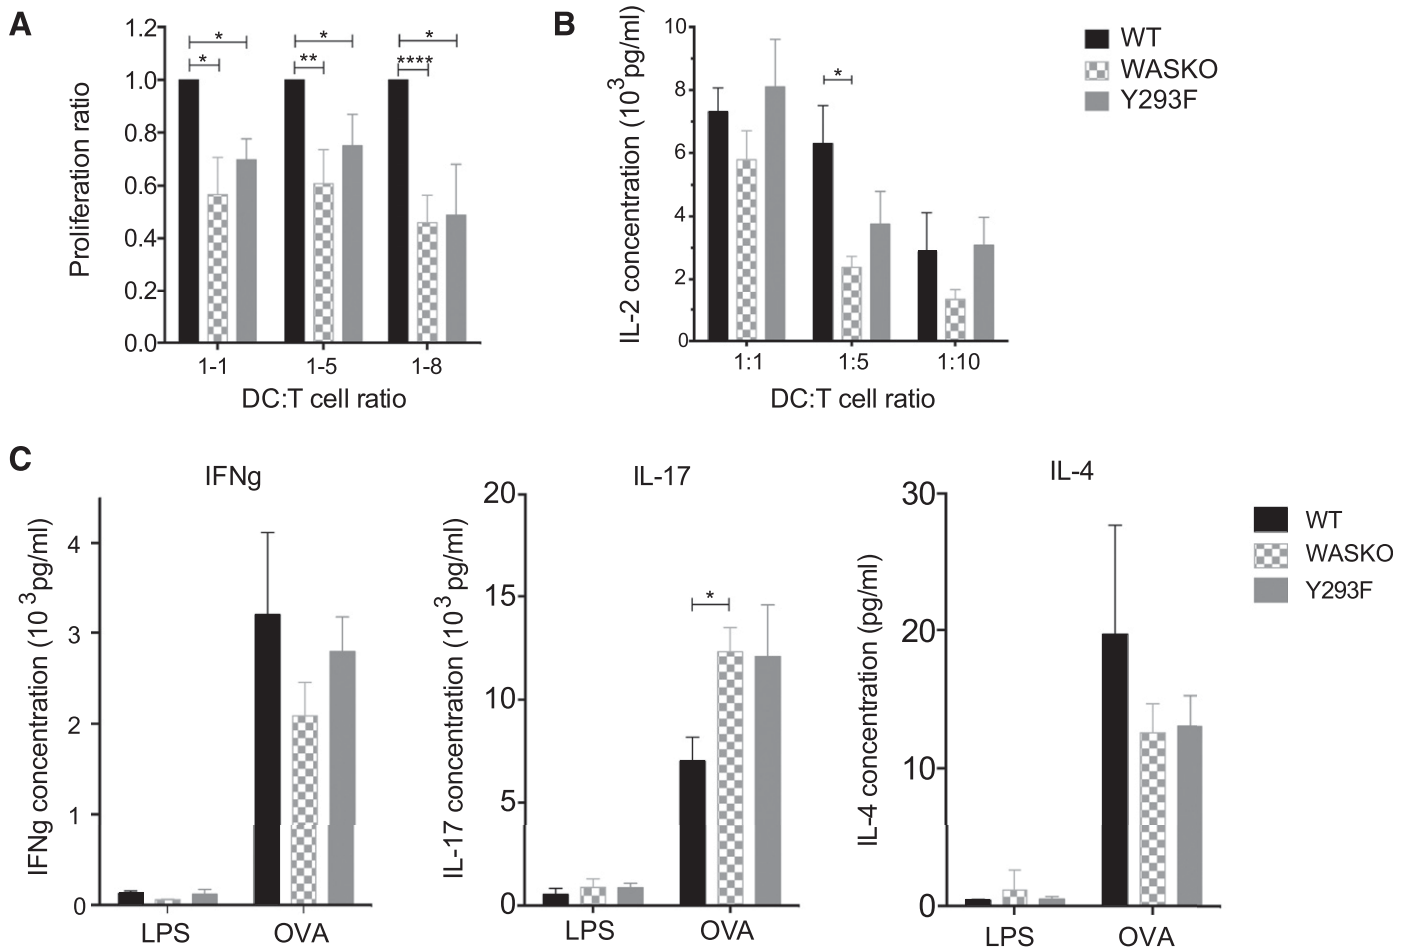 A
Proliferation ratio
1.2
1.0
0.8
0.6
0.4
0.2
0.0
*
*
*
**
*
****
1-1
1-5
1-8
DC:T cell ratio
B
IL-2 concentration (10³pg/ml)
10
8
6
4
2
0
*
1:1
1:5
1:10
DC:T cell ratio
WT
WASKO
Y293F
C
IFNg
IFNg concentration (10³pg/ml)
4
3
2
1
0
LPS
OVA
IL-17
IL-17 concentration (10³ pg/ml)
20
15
10
5
0
*
LPS
OVA
IL-4
IL-4 concentration (pg/ml)
30
20
10
0
LPS
OVA
WT
WASKO
Y293F